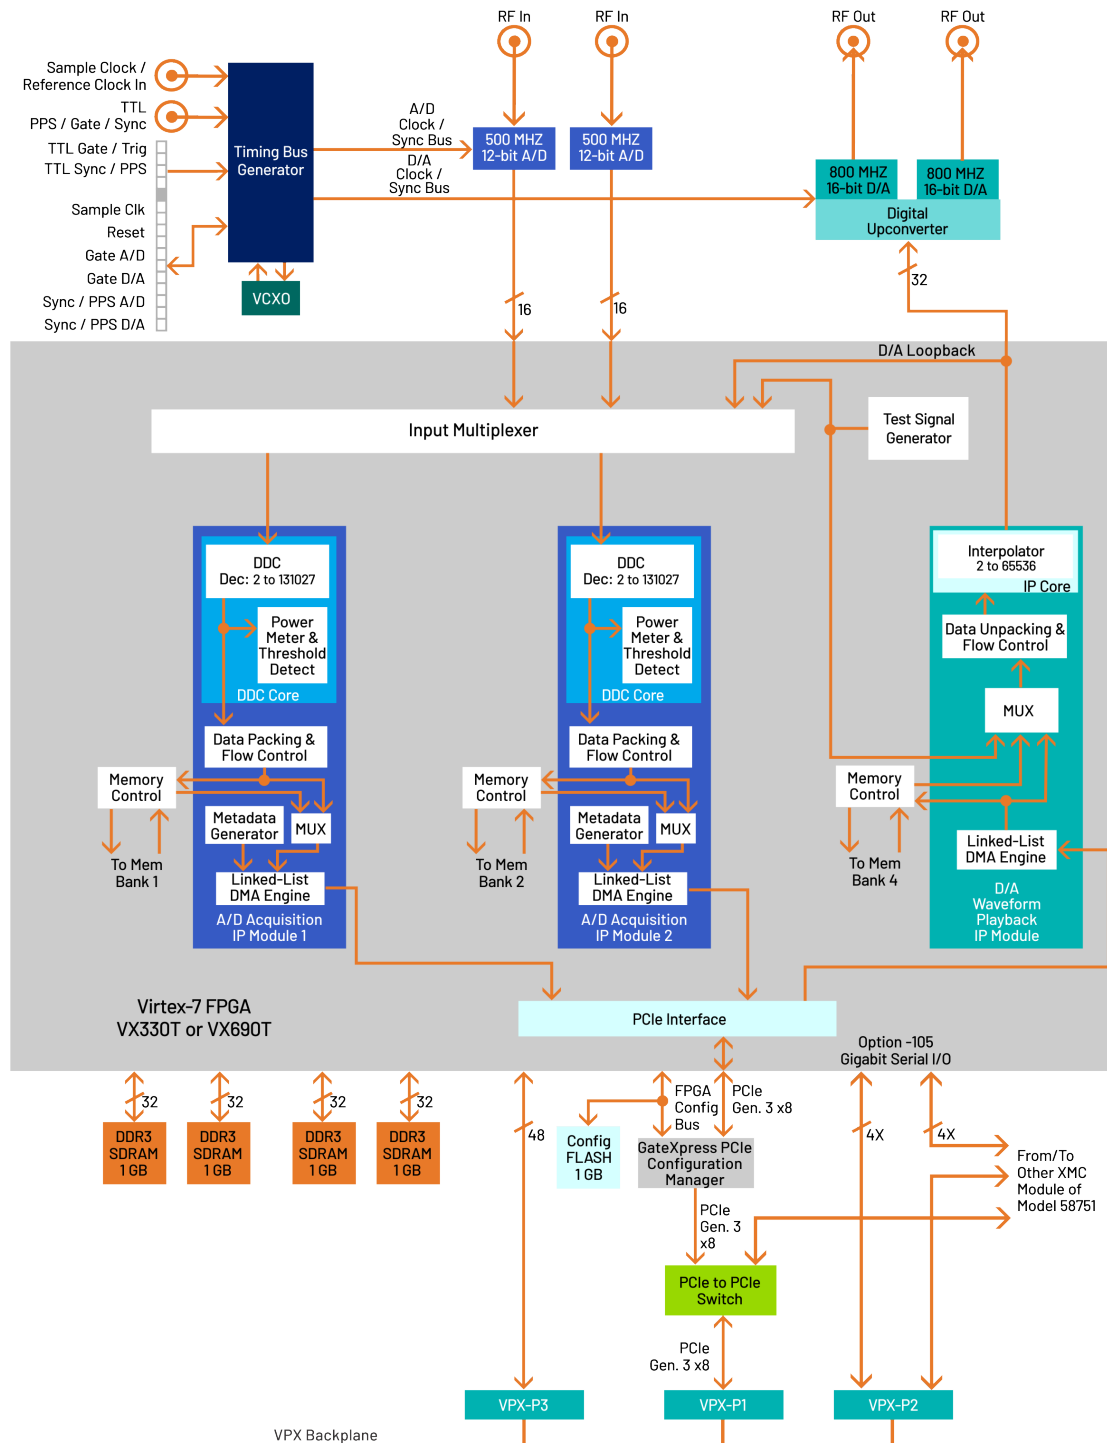 RF In
RF In
RF Out
RF Out
Sample Clock /
Reference Clock In
TTL
PPS / Gate / Sync
TTL Gate / Trig
TTL Sync / PPS
Sample Clk
Reset
Gate A/D
Gate D/A
Sync / PPS A/D
Sync / PPS D/A
Timing Bus
Generator
VCXO
A/D
Clock /
Sync Bus
D/A
Clock /
Sync Bus
500 MHZ
12-bit A/D
500 MHZ
12-bit A/D
800 MHZ
16-bit D/A
800 MHZ
16-bit D/A
Digital
Upconverter
16
16
32
D/A Loopback
Input Multiplexer
Test Signal
Generator
DDC
Dec: 2 to 131027
Power
Meter &
Threshold
Detect
DDC Core
Data Packing &
Flow Control
Memory
Control
Metadata
Generator
MUX
To Mem
Bank 1
Linked-List
DMA Engine
A/D Acquisition
IP Module 1
DDC
Dec: 2 to 131027
Power
Meter &
Threshold
Detect
DDC Core
Data Packing &
Flow Control
Memory
Control
Metadata
Generator
MUX
To Mem
Bank 2
Linked-List
DMA Engine
A/D Acquisition
IP Module 2
Interpolator
2 to 65536
IP Core
Data Unpacking &
Flow Control
MUX
Memory
Control
To Mem
Bank 4
Linked-List
DMA Engine
D/A
Waveform
Playback
IP Module
Virtex-7 FPGA
VX330T or VX690T
PCIe Interface
Option -105
Gigabit Serial I/O
32
32
32
32
DDR3
SDRAM
1 GB
DDR3
SDRAM
1 GB
DDR3
SDRAM
1 GB
DDR3
SDRAM
1 GB
48
FPGA
Config
Bus
PCIe
Gen. 3 x8
Config
FLASH
1 GB
GateXpress PCIe
Configuration
Manager
4X
4X
From/To
Other XMC
Module of
Model 58751
PCIe
Gen. 3
x8
PCIe to PCIe
Switch
PCIe
Gen. 3 x8
VPX-P3
VPX-P1
VPX-P2
VPX Backplane